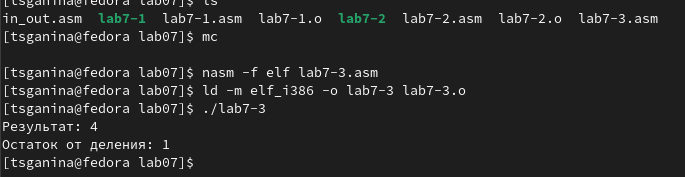 [tsganina@fedora lab07]$ ls
in_out.asm lab7-1 lab7-1.asm lab7-1.o lab7-2 lab7-2.asm lab7-2.o lab7-3.asm
[tsganina@fedora lab07]$ mc
[tsganina@fedora lab07]$ nasm -f elf lab7-3.asm
[tsganina@fedora lab07]$ ld -m elf_i386 -o lab7-3 lab7-3.o
[tsganina@fedora lab07]$ ./lab7-3
Результат: 4
Остаток от деления: 1
[tsganina@fedora lab07]$